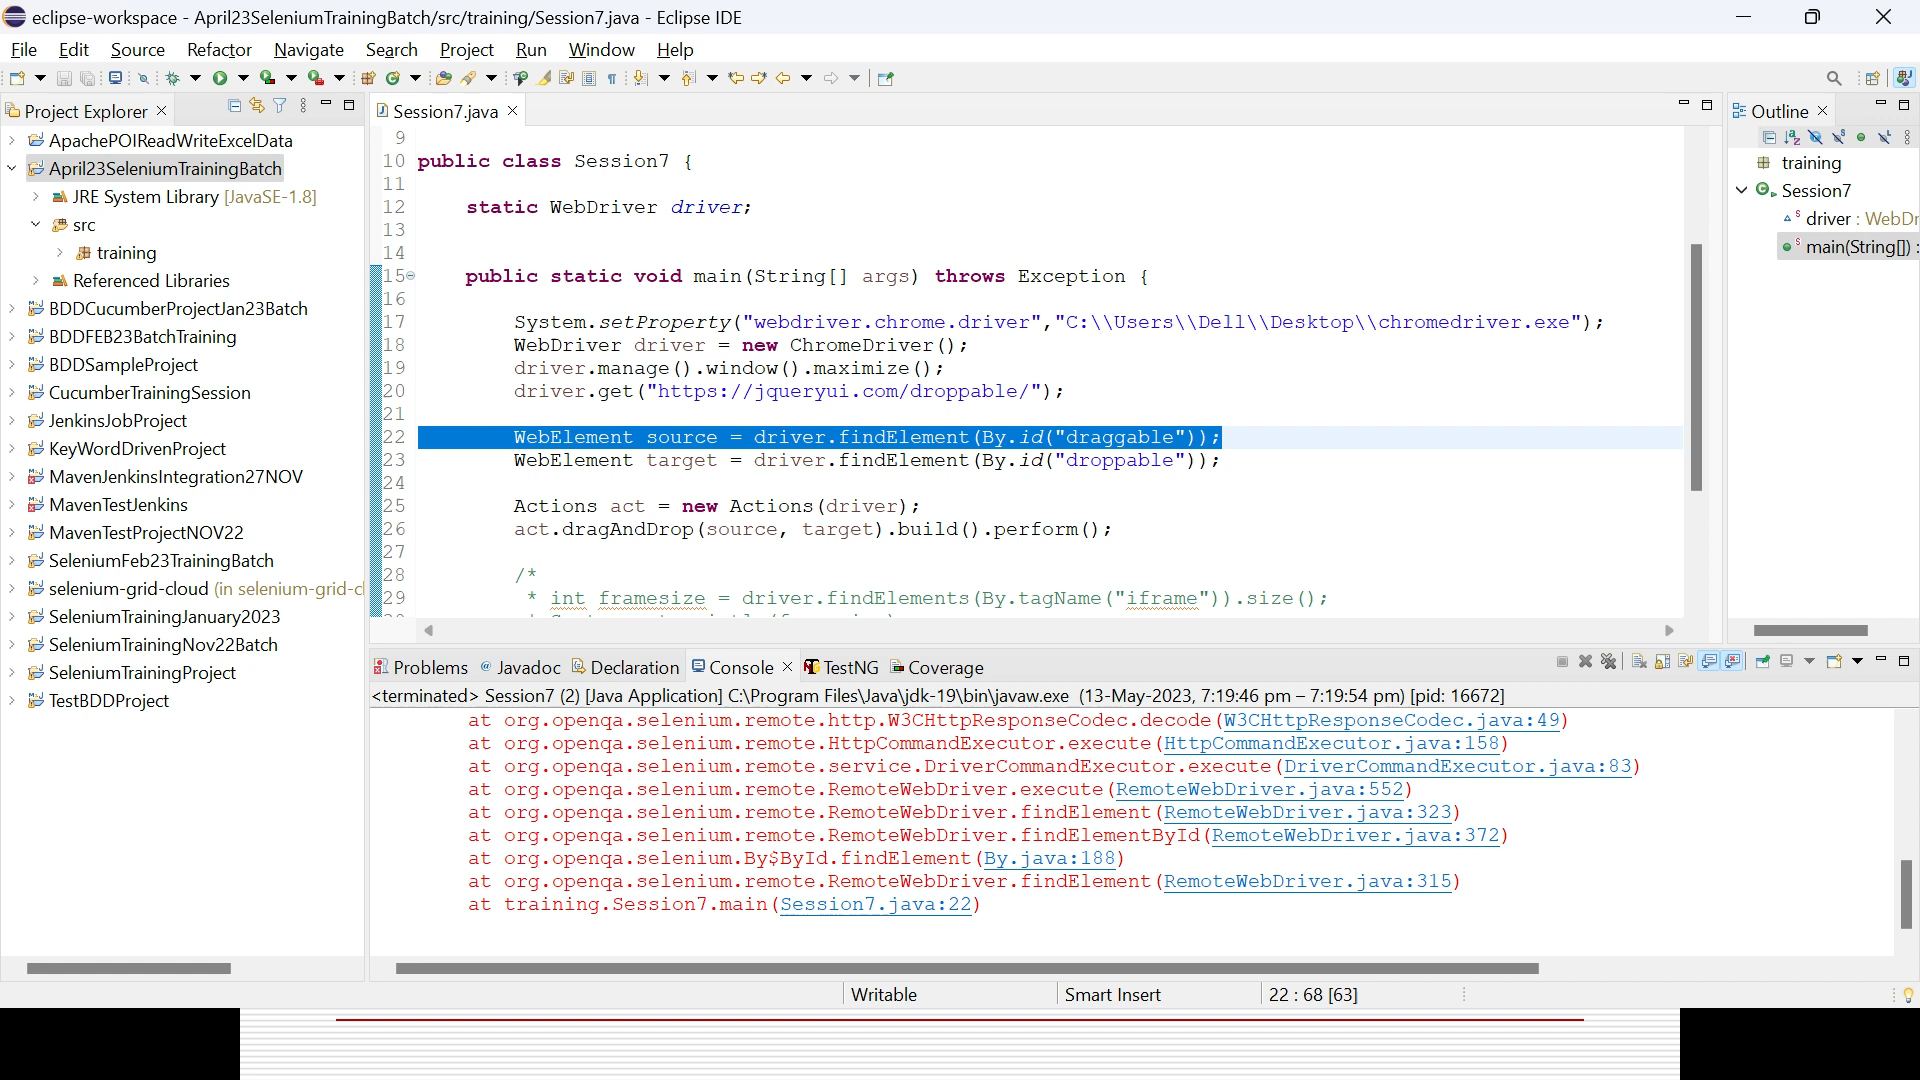 eclipse-workspace - April23SeleniumTrainingBatch/src/training/Session7.java - Eclipse IDE
File Edit Source Refactor Navigate Search Project Run Window Help
Project Explorer
ApachePOIReadWriteExcelData
April23SeleniumTrainingBatch
JRE System Library [JavaSE-1.8]
src
training
Referenced Libraries
BDDCucumberProjectJan23Batch
BDDFEB23BatchTraining
BDDSampleProject
CucumberTrainingSession
JenkinsJobProject
KeyWordDrivenProject
MavenJenkinsIntegration27NOV
MavenTestJenkins
MavenTestProjectNOV22
SeleniumFeb23TrainingBatch
selenium-grid-cloud (in selenium-grid-cl
SeleniumTrainingJanuary2023
SeleniumTrainingNov22Batch
SeleniumTrainingProject
TestBDDProject
Session7.java
9
10 public class Session7 {
11
12 static WebDriver driver;
13
14
15 public static void main(String[] args) throws Exception {
16
17 System.setProperty("webdriver.chrome.driver","C:\\Users\\Dell\\Desktop\\chromedriver.exe");
18 WebDriver driver = new ChromeDriver();
19 driver.manage().window().maximize();
20 driver.get("https://jqueryui.com/droppable/");
21
22 WebElement source = driver.findElement(By.id("draggable"));
23 WebElement target = driver.findElement(By.id("droppable"));
24
25 Actions act = new Actions(driver);
26 act.dragAndDrop(source, target).build().perform();
27
28 /*
29 * int framesize = driver.findElements(By.tagName("iframe")).size();
Outline
training
Session7
driver : WebDr
main(String[]) :
Problems Javadoc Declaration Console TestNG Coverage
<terminated> Session7 (2) [Java Application] C:\Program Files\Java\jdk-19\bin\javaw.exe (13-May-2023, 7:19:46 pm – 7:19:54 pm) [pid: 16672]
at org.openqa.selenium.remote.http.W3CHttpResponseCodec.decode(W3CHttpResponseCodec.java:49)
at org.openqa.selenium.remote.HttpCommandExecutor.execute(HttpCommandExecutor.java:158)
at org.openqa.selenium.remote.service.DriverCommandExecutor.execute(DriverCommandExecutor.java:83)
at org.openqa.selenium.remote.RemoteWebDriver.execute(RemoteWebDriver.java:552)
at org.openqa.selenium.remote.RemoteWebDriver.findElement(RemoteWebDriver.java:323)
at org.openqa.selenium.remote.RemoteWebDriver.findElementById(RemoteWebDriver.java:372)
at org.openqa.selenium.By$ById.findElement(By.java:188)
at org.openqa.selenium.remote.RemoteWebDriver.findElement(RemoteWebDriver.java:315)
at training.Session7.main(Session7.java:22)
Writable Smart Insert 22 : 68 [63]